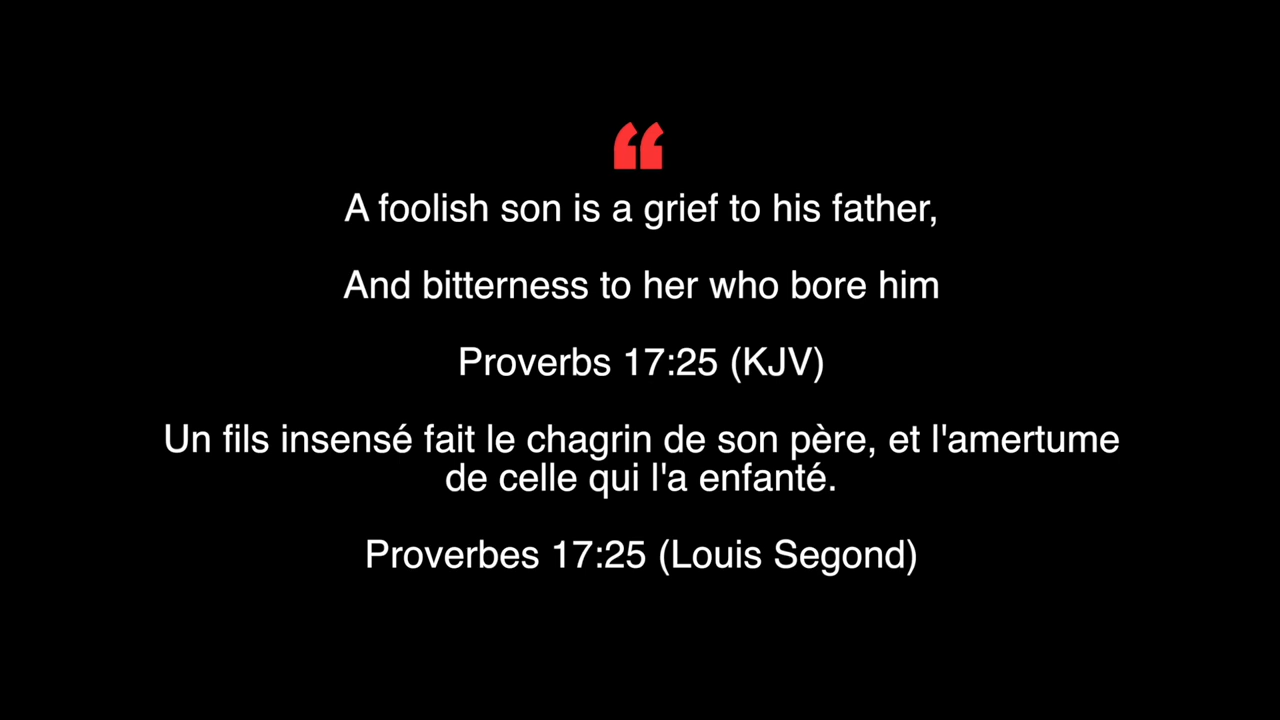 “
A foolish son is a grief to his father,
And bitterness to her who bore him
Proverbs 17:25 (KJV)
Un fils insensé fait le chagrin de son père, et l'amertume
de celle qui l'a enfanté.
Proverbes 17:25 (Louis Segond)